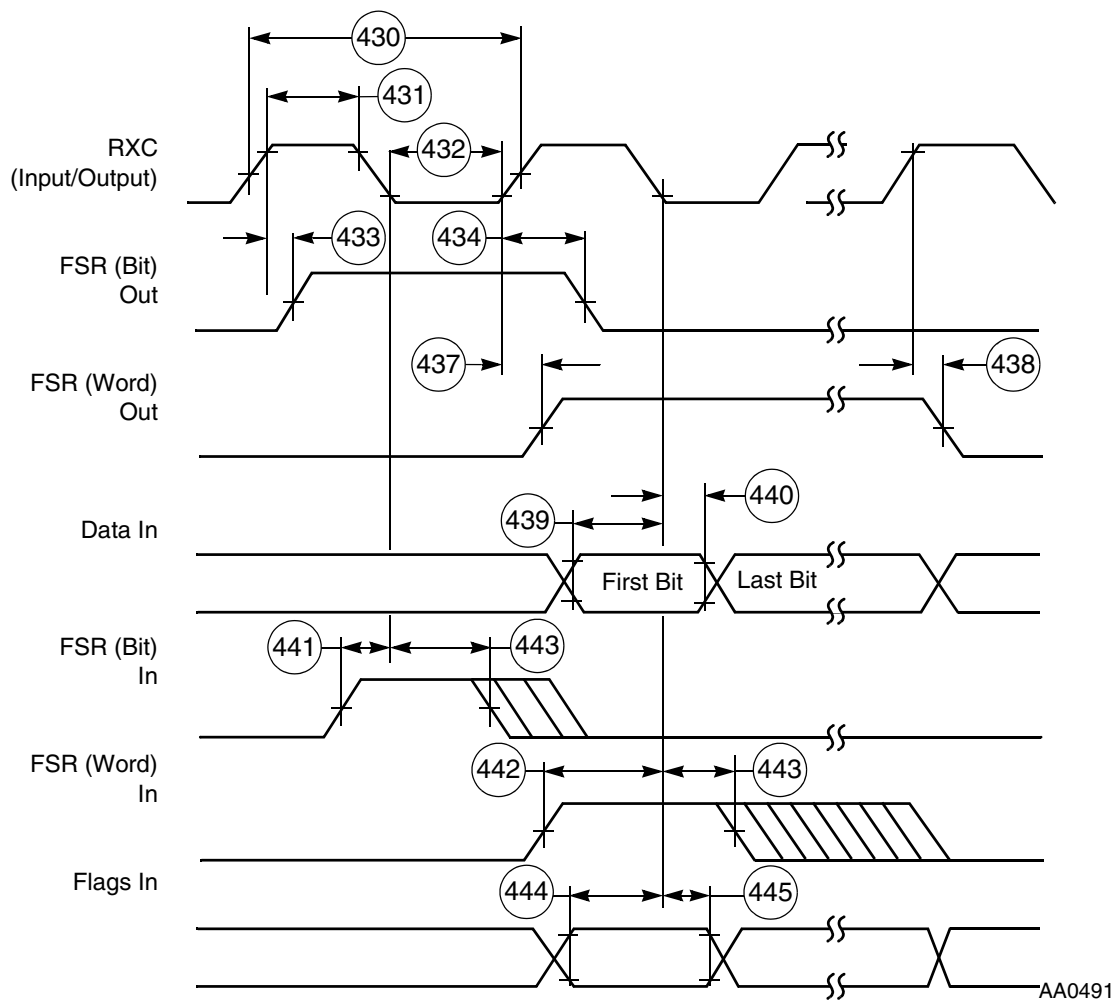 430
431
RXC
(Input/Output)
432
433
434
FSR (Bit)
Out
437
438
FSR (Word)
Out
439
440
Data In
First Bit
Last Bit
FSR (Bit)
In
441
443
FSR (Word)
In
442
443
Flags In
444
445
AA0491